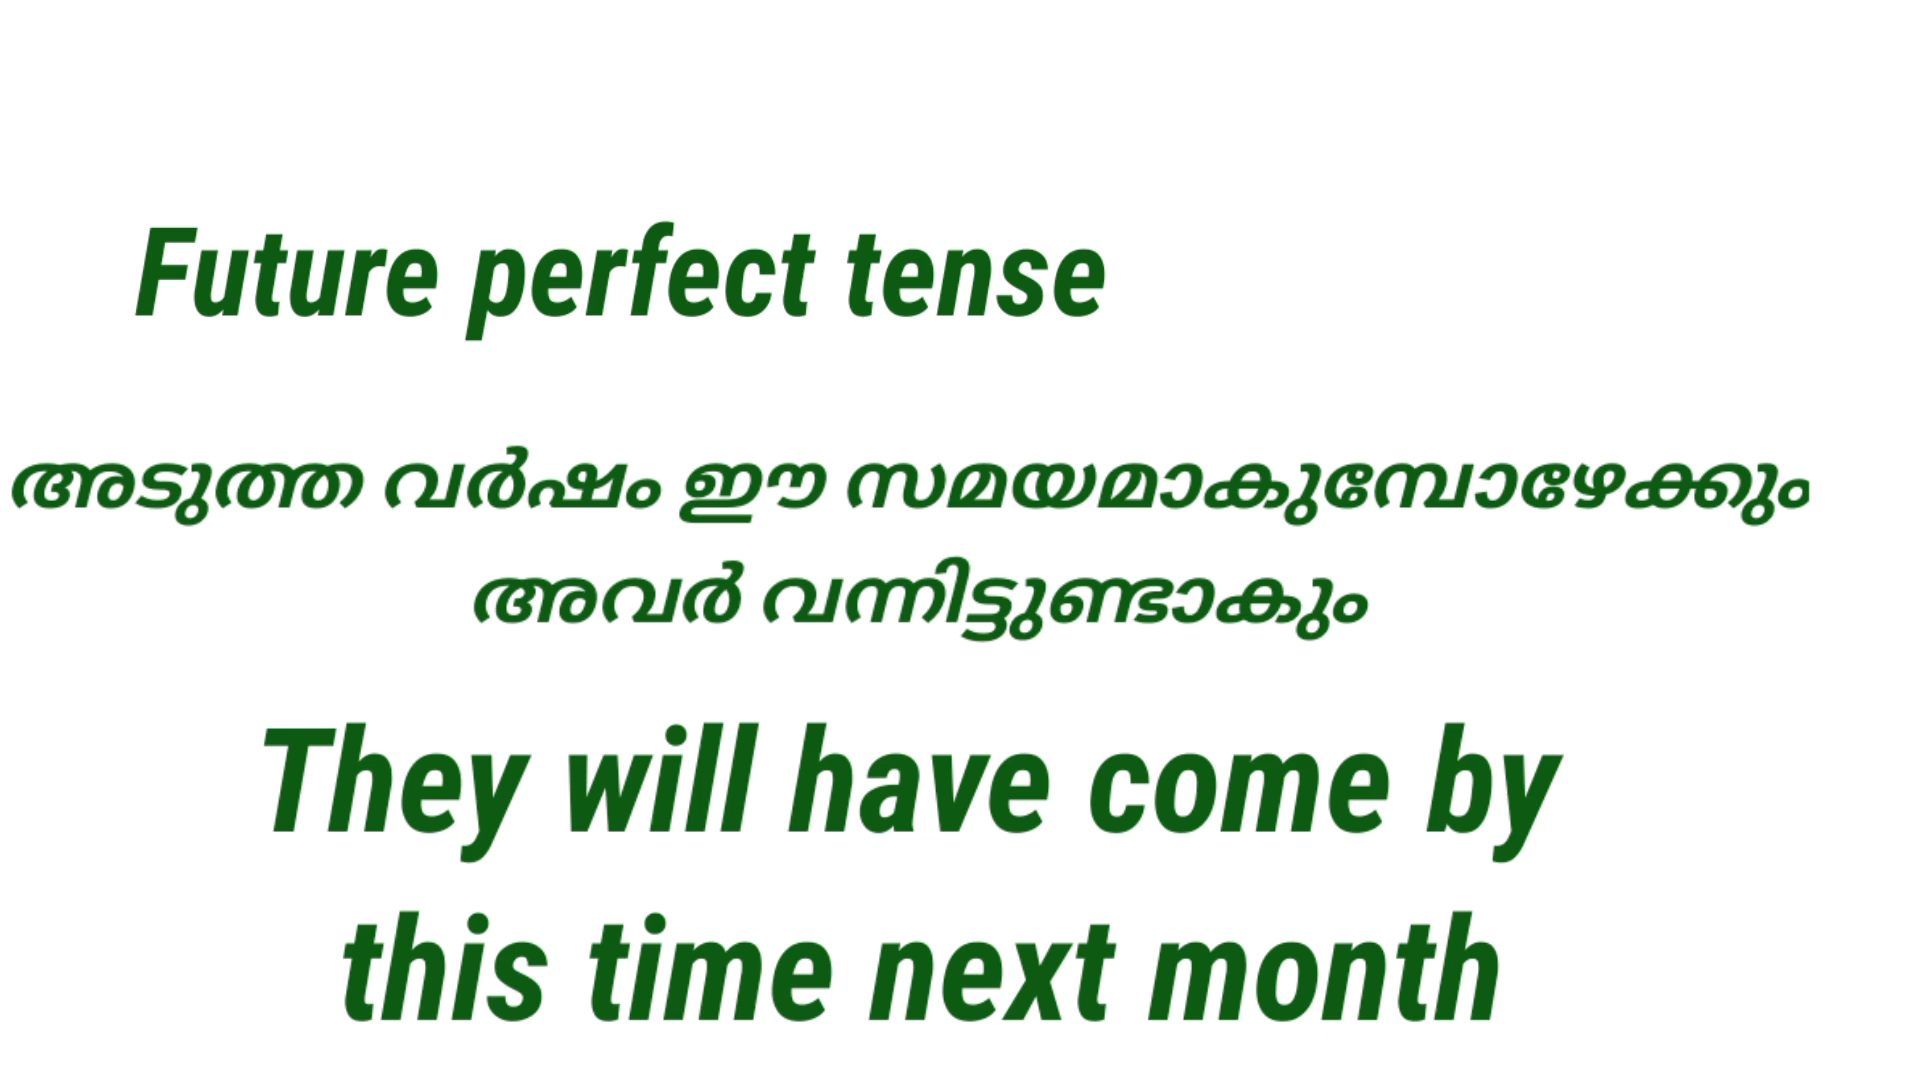 Future perfect tense
അടുത്ത വർഷം ഈ സമയമാകുമ്പോഴേക്കും
അവർ വന്നിട്ടുണ്ടാകും
They will have come by
this time next month